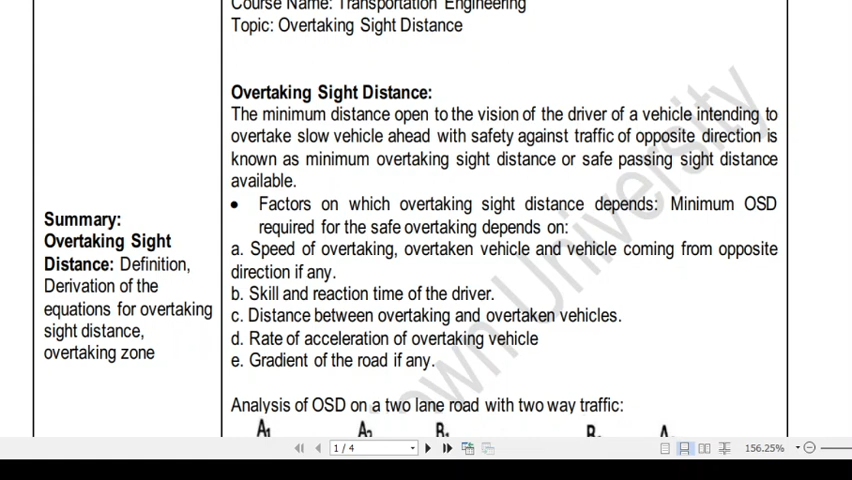 Course Name: Transportation Engineering
Topic: Overtaking Sight Distance
Overtaking Sight Distance:
The minimum distance open to the vision of the driver of a vehicle intending to
overtake slow vehicle ahead with safety against traffic of opposite direction is
known as minimum overtaking sight distance or safe passing sight distance
available.
• Factors on which overtaking sight distance depends: Minimum OSD
required for the safe overtaking depends on:
a. Speed of overtaking, overtaken vehicle and vehicle coming from opposite
direction if any.
b. Skill and reaction time of the driver.
c. Distance between overtaking and overtaken vehicles.
d. Rate of acceleration of overtaking vehicle
e. Gradient of the road if any.
Analysis of OSD on a two lane road with two way traffic:
A1 A2 B1
Summary:
Overtaking Sight
Distance: Definition,
Derivation of the
equations for overtaking
sight distance,
overtaking zone
University
1 / 4
156.25%